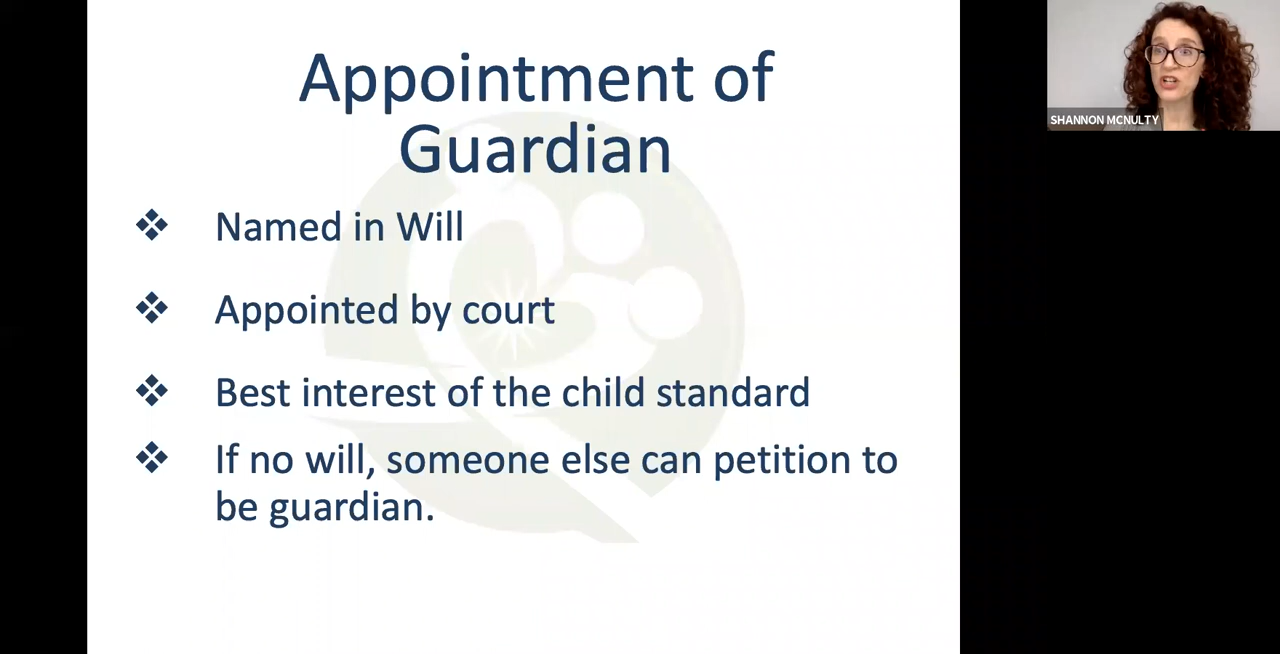 Appointment of
Guardian
❖ Named in Will
❖ Appointed by court
❖ Best interest of the child standard
❖ If no will, someone else can petition to
be guardian.
SHANNON MCNULTY